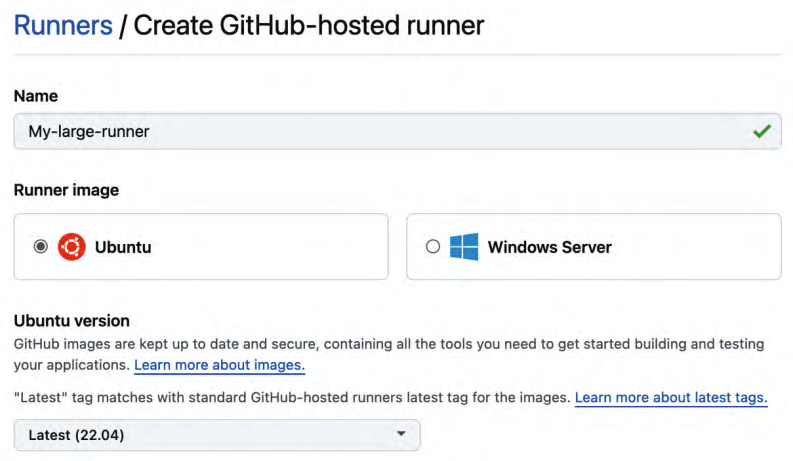 Runners / Create GitHub-hosted runner
Name
My-large-runner
Runner image
Ubuntu
Windows Server
Ubuntu version
GitHub images are kept up to date and secure, containing all the tools you need to get started building and testing
your applications. Learn more about images.
"Latest" tag matches with standard GitHub-hosted runners latest tag for the images. Learn more about latest tags.
Latest (22.04)